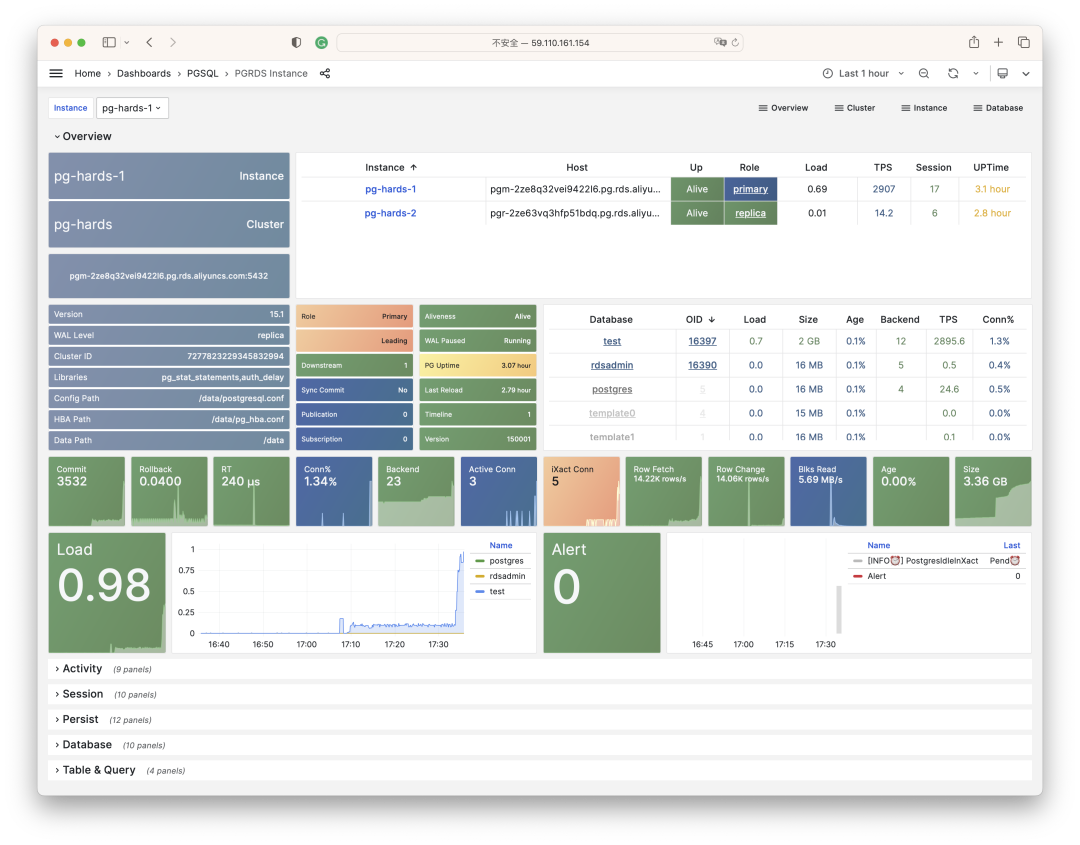 不安全 — 59.110.161.154
Home › Dashboards › PGSQL › PGRDS Instance
Last 1 hour
Instance pg-hards-1
Overview Cluster Instance Database
Overview
pg-hards-1 Instance
pg-hards Cluster
pgm-2ze8q32vei9422l6.pg.rds.aliyuncs.com:5432
Instance ↑ Host Up Role Load TPS Session UPTime
pg-hards-1 pgm-2ze8q32vei9422l6.pg.rds.aliyu... Alive primary 0.69 2907 17 3.1 hour
pg-hards-2 pgr-2ze63vq3hfp51bdq.pg.rds.aliyu... Alive replica 0.01 14.2 6 2.8 hour
Version 15.1
WAL Level replica
Cluster ID 7277823229345832994
Libraries pg_stat_statements,auth_delay
Config Path /data/postgresql.conf
HBA Path /data/pg_hba.conf
Data Path /data
Role Primary
Leading
Downstream 1
Sync Commit No
Publication 0
Subscription 0
Aliveness Alive
WAL Paused Running
PG Uptime 3.07 hour
Last Reload 2.79 hour
Timeline 1
Version 150001
Database OID ↓ Load Size Age Backend TPS Conn%
test 16397 0.7 2 GB 0.1% 12 2895.6 1.3%
rdsadmin 16390 0.0 16 MB 0.1% 5 0.5 0.4%
postgres 5 0.0 16 MB 0.1% 4 24.6 0.5%
template0 4 0.0 15 MB 0.1% 0.0 0.0%
template1 1 0.0 16 MB 0.1% 0.1 0.0%
Commit
3532
Rollback
0.0400
RT
240 µs
Conn%
1.34%
Backend
23
Active Conn
3
iXact Conn
5
Row Fetch
14.22K rows/s
Row Change
14.06K rows/s
Blks Read
5.69 MB/s
Age
0.00%
Size
3.36 GB
Load
0.98
1
0.75
0.5
0.25
0
16:40 16:50 17:00 17:10 17:20 17:30
Name
postgres
rdsadmin
test
Alert
0
16:45 17:00 17:15 17:30
Name Last
[INFO⏰] PostgresIdleInXact Pend⏰
Alert 0
Activity (9 panels)
Session (10 panels)
Persist (12 panels)
Database (10 panels)
Table & Query (4 panels)